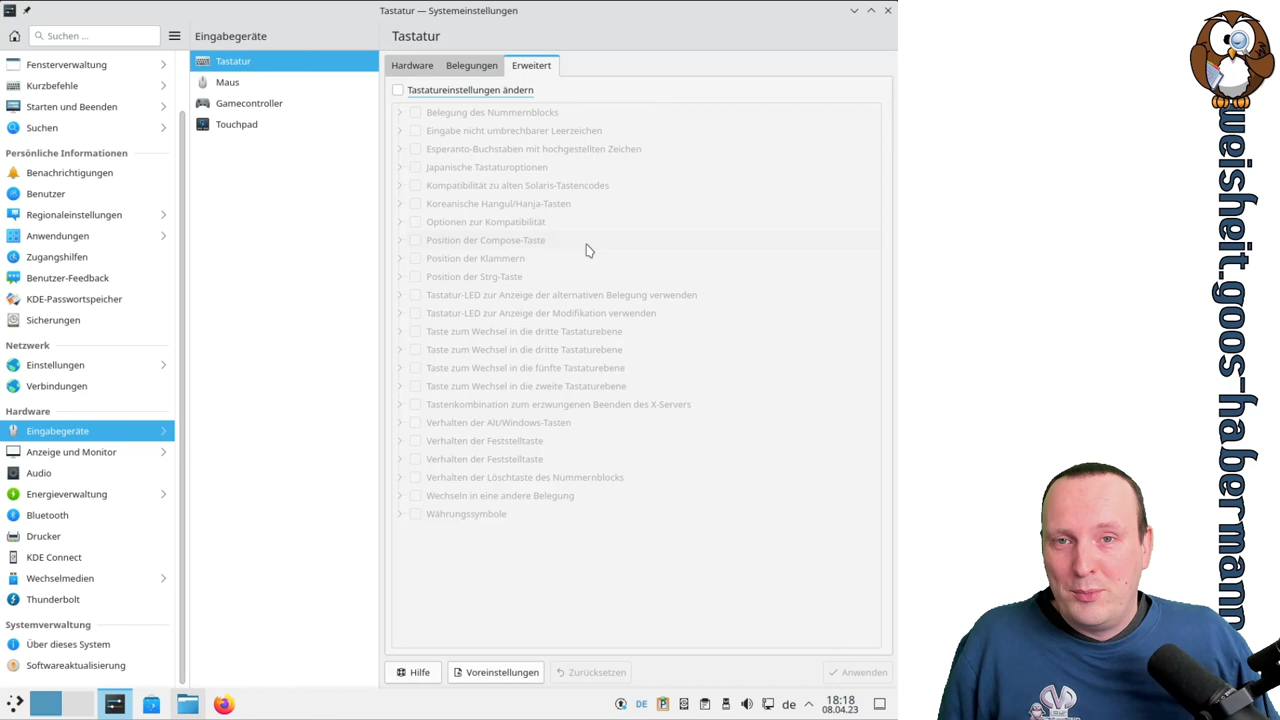 Tastatur — Systemeinstellungen
Suchen ...
Eingabegeräte
Tastatur
Fensterverwaltung
Kurzbefehle
Starten und Beenden
Suchen
Persönliche Informationen
Benachrichtigungen
Benutzer
Regionaleinstellungen
Anwendungen
Zugangshilfen
Benutzer-Feedback
KDE-Passwortspeicher
Sicherungen
Netzwerk
Einstellungen
Verbindungen
Hardware
Eingabegeräte
Anzeige und Monitor
Audio
Energieverwaltung
Bluetooth
Drucker
KDE Connect
Wechselmedien
Thunderbolt
Systemverwaltung
Über dieses System
Softwareaktualisierung
Tastatur
Maus
Gamecontroller
Touchpad
Hardware Belegungen Erweitert
Tastatureinstellungen ändern
Belegung des Nummernblocks
Eingabe nicht umbrechbarer Leerzeichen
Esperanto-Buchstaben mit hochgestellten Zeichen
Japanische Tastaturoptionen
Kompatibilität zu alten Solaris-Tastencodes
Koreanische Hangul/Hanja-Tasten
Optionen zur Kompatibilität
Position der Compose-Taste
Position der Klammern
Position der Strg-Taste
Tastatur-LED zur Anzeige der alternativen Belegung verwenden
Tastatur-LED zur Anzeige der Modifikation verwenden
Taste zum Wechsel in die dritte Tastaturebene
Taste zum Wechsel in die dritte Tastaturebene
Taste zum Wechsel in die fünfte Tastaturebene
Taste zum Wechsel in die zweite Tastaturebene
Tastenkombination zum erzwungenen Beenden des X-Servers
Verhalten der Alt/Windows-Tasten
Verhalten der Feststelltaste
Verhalten der Feststelltaste
Verhalten der Löschtaste des Nummernblocks
Wechseln in eine andere Belegung
Währungssymbole
Hilfe Voreinstellungen Zurücksetzen Anwenden
DE de 18:18
08.04.23
weisheit.goos-habermann